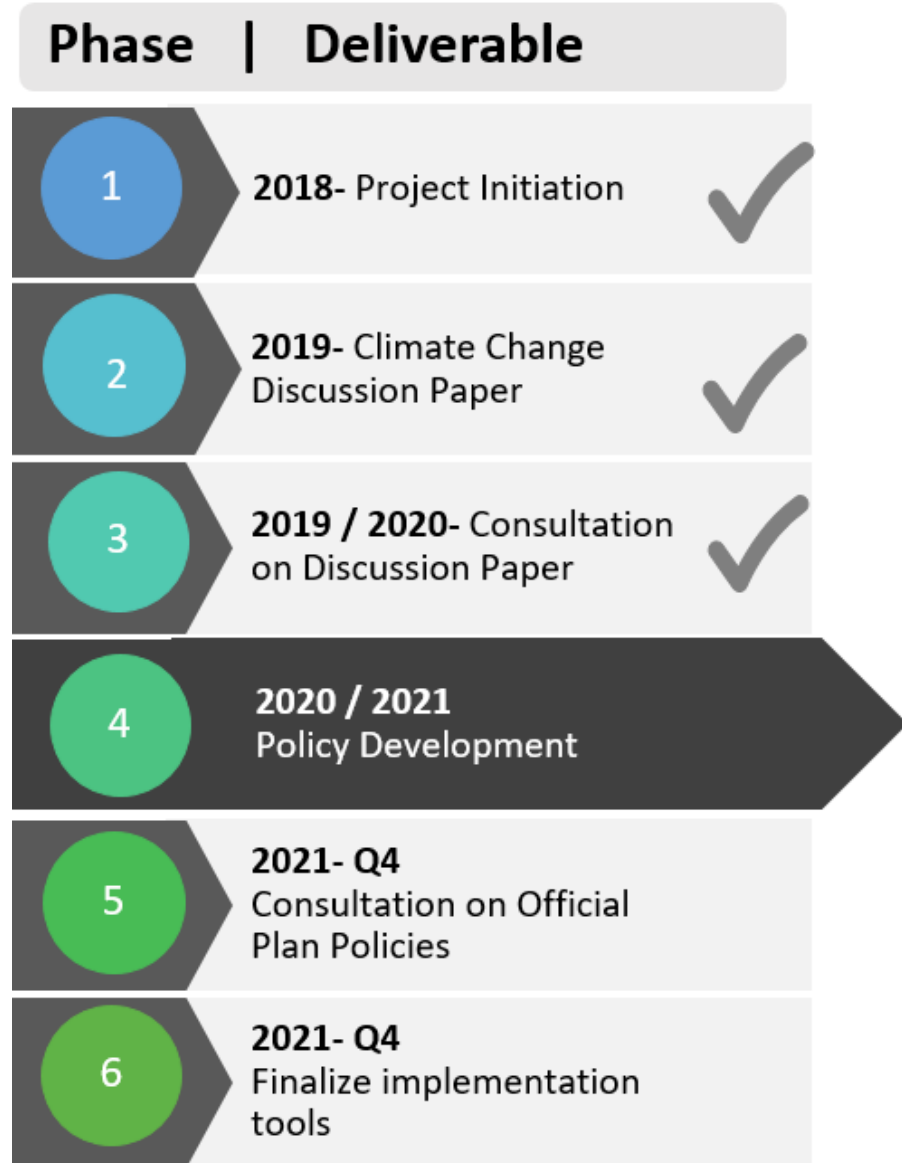 Phase | Deliverable
1
2018- Project Initiation
2
2019- Climate Change
Discussion Paper
3
2019 / 2020- Consultation
on Discussion Paper
4
2020 / 2021
Policy Development
5
2021- Q4
Consultation on Official
Plan Policies
6
2021- Q4
Finalize implementation
tools